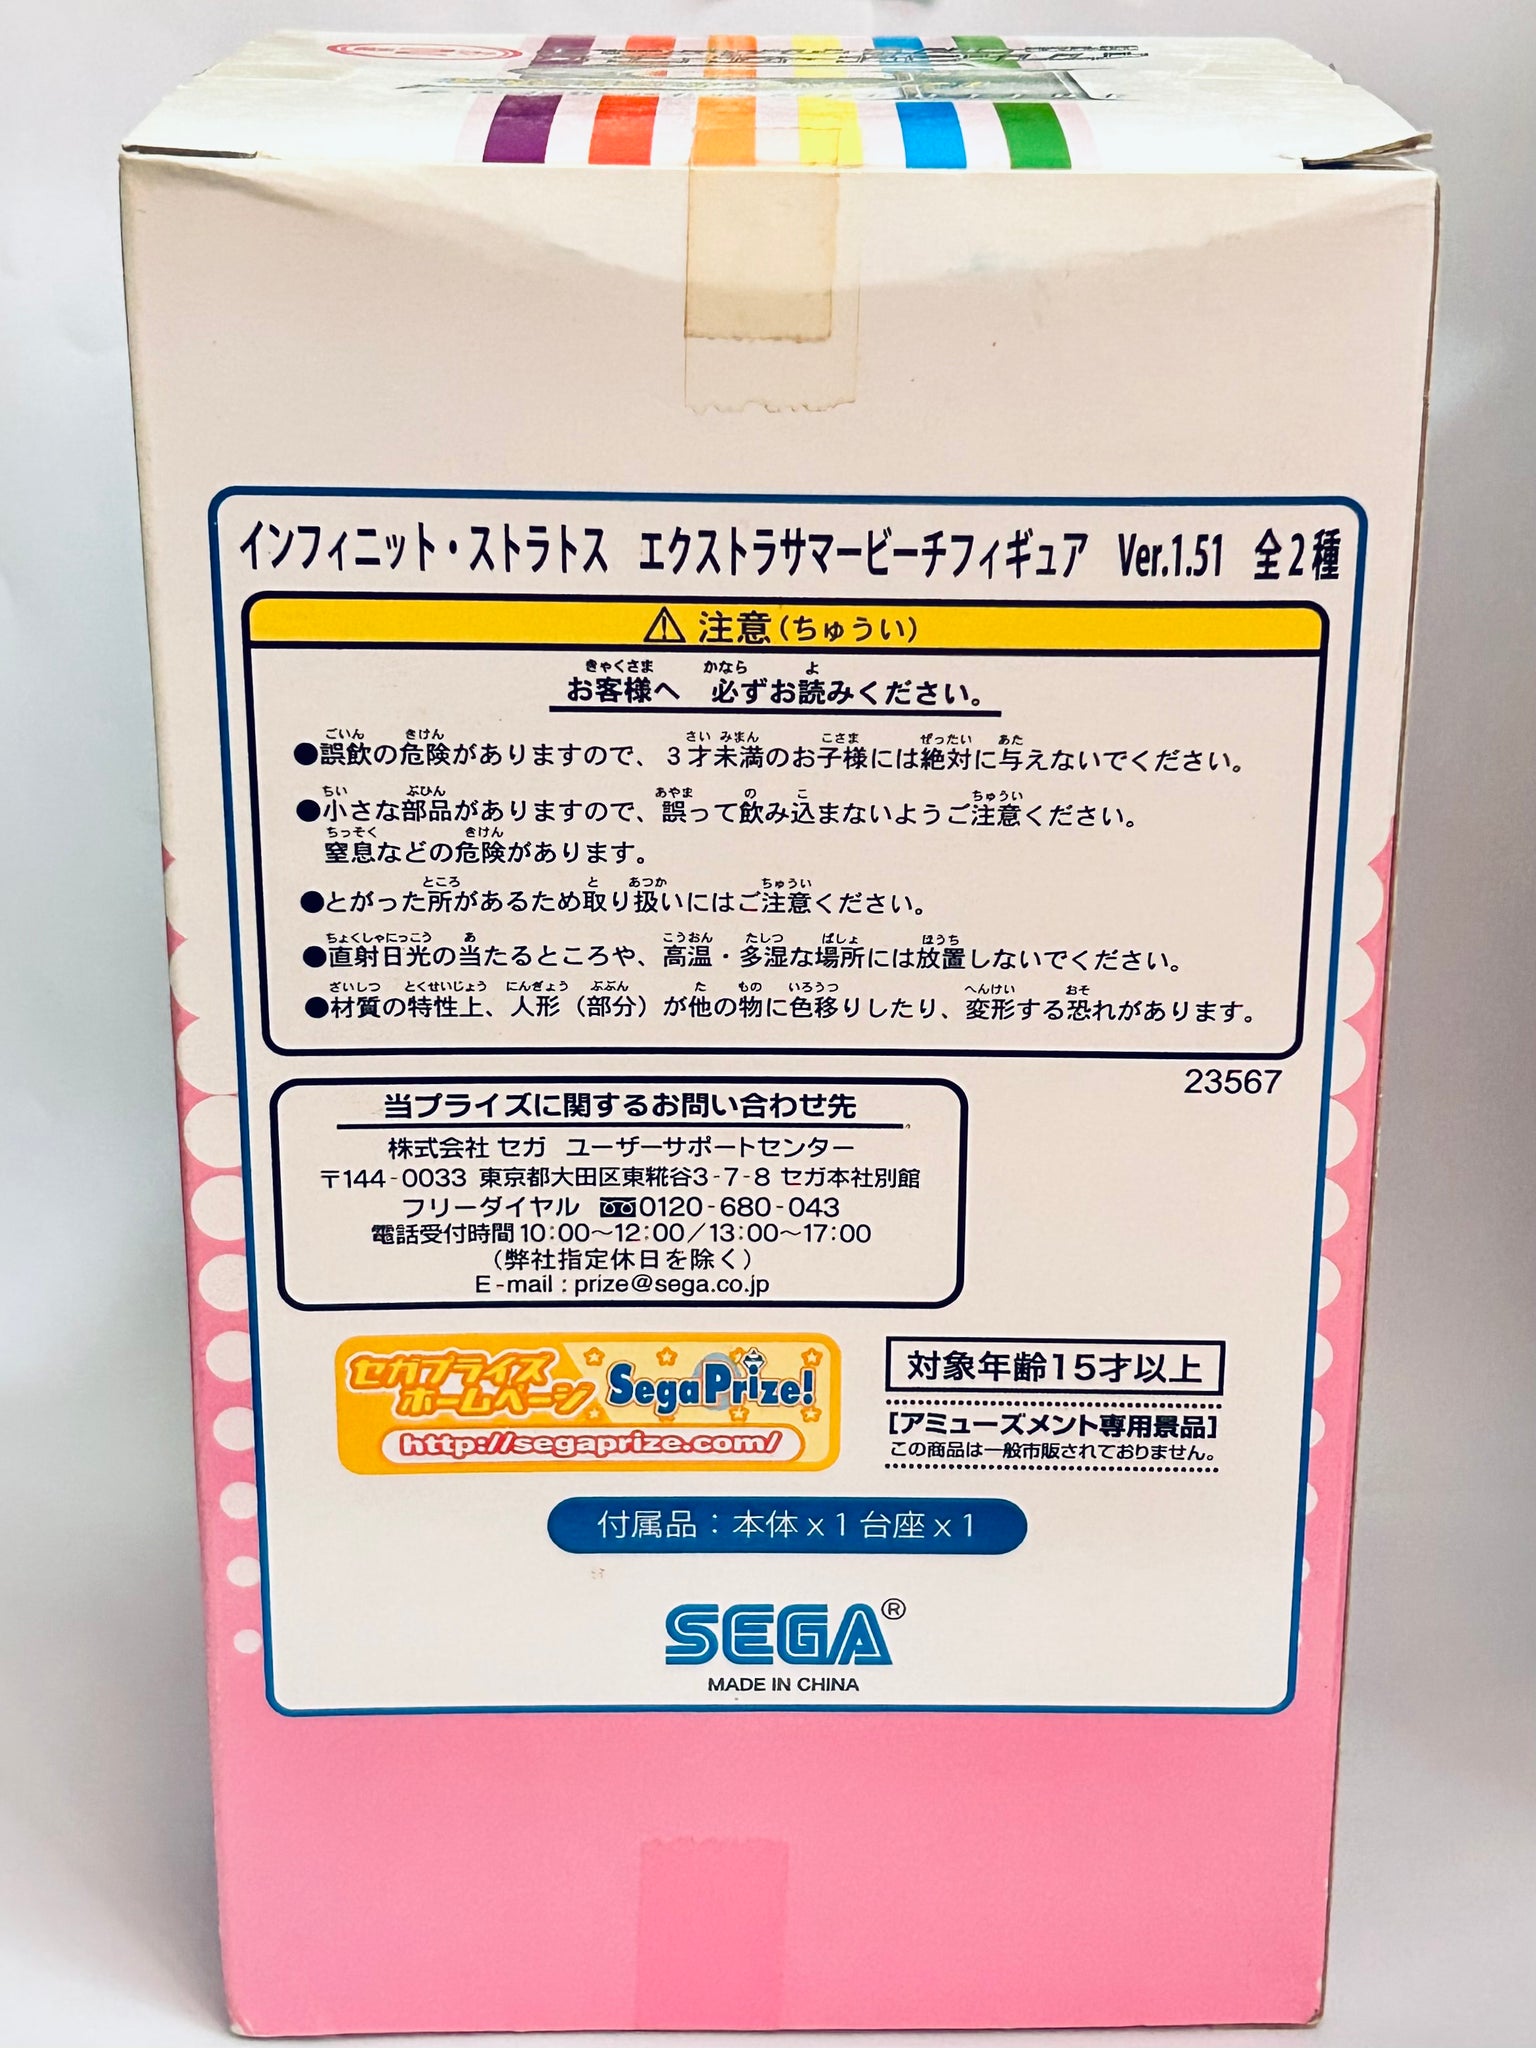 インフィニット・ストラトス エクストラサマービーチフィギュア Ver.1.51 全2種
⚠ 注意(ちゅうい)
お客様へ 必ずお読みください。
●誤飲の危険がありますので、3才未満のお子様には絶対に与えないでください。
●小さな部品がありますので、誤って飲み込まないようご注意ください。
窒息などの危険があります。
●とがった所があるため取り扱いにはご注意ください。
●直射日光の当たるところや、高温・多湿な場所には放置しないでください。
●材質の特性上、人形(部分)が他の物に色移りしたり、変形する恐れがあります。
23567
当プライズに関するお問い合わせ先
株式会社 セガ ユーザーサポートセンター
〒144-0033 東京都大田区東糀谷3-7-8 セガ本社別館
フリーダイヤル 0120-680-043
電話受付時間10:00〜12:00/13:00〜17:00
(弊社指定休日を除く)
E-mail : prize@sega.co.jp
セガプライズ
ホームページ
SegaPrize!
http://segaprize.com/
対象年齢15才以上
[アミューズメント専用景品]
この商品は一般市販されておりません。
付属品:本体x1 台座x1
SEGA®
MADE IN CHINA